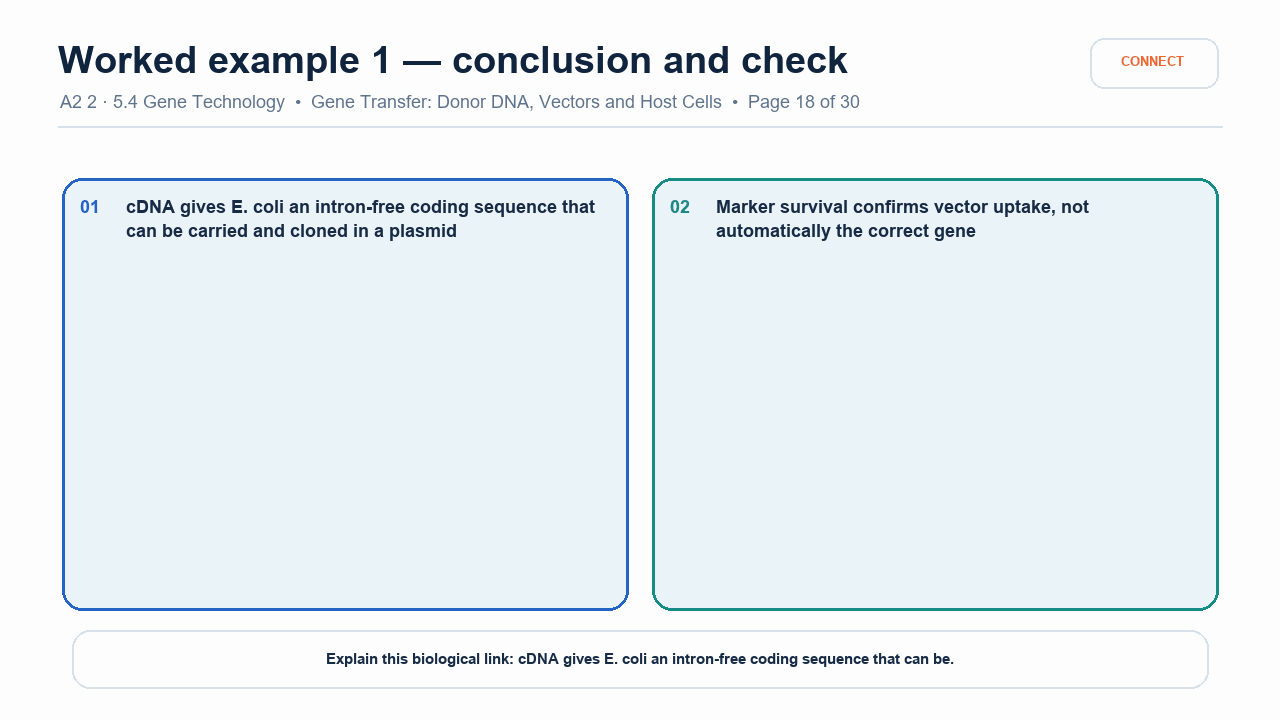 Worked example 1 — conclusion and check
CONNECT
A2 2 · 5.4 Gene Technology • Gene Transfer: Donor DNA, Vectors and Host Cells • Page 18 of 30
01 cDNA gives E. coli an intron-free coding sequence that
can be carried and cloned in a plasmid
02 Marker survival confirms vector uptake, not
automatically the correct gene
Explain this biological link: cDNA gives E. coli an intron-free coding sequence that can be.